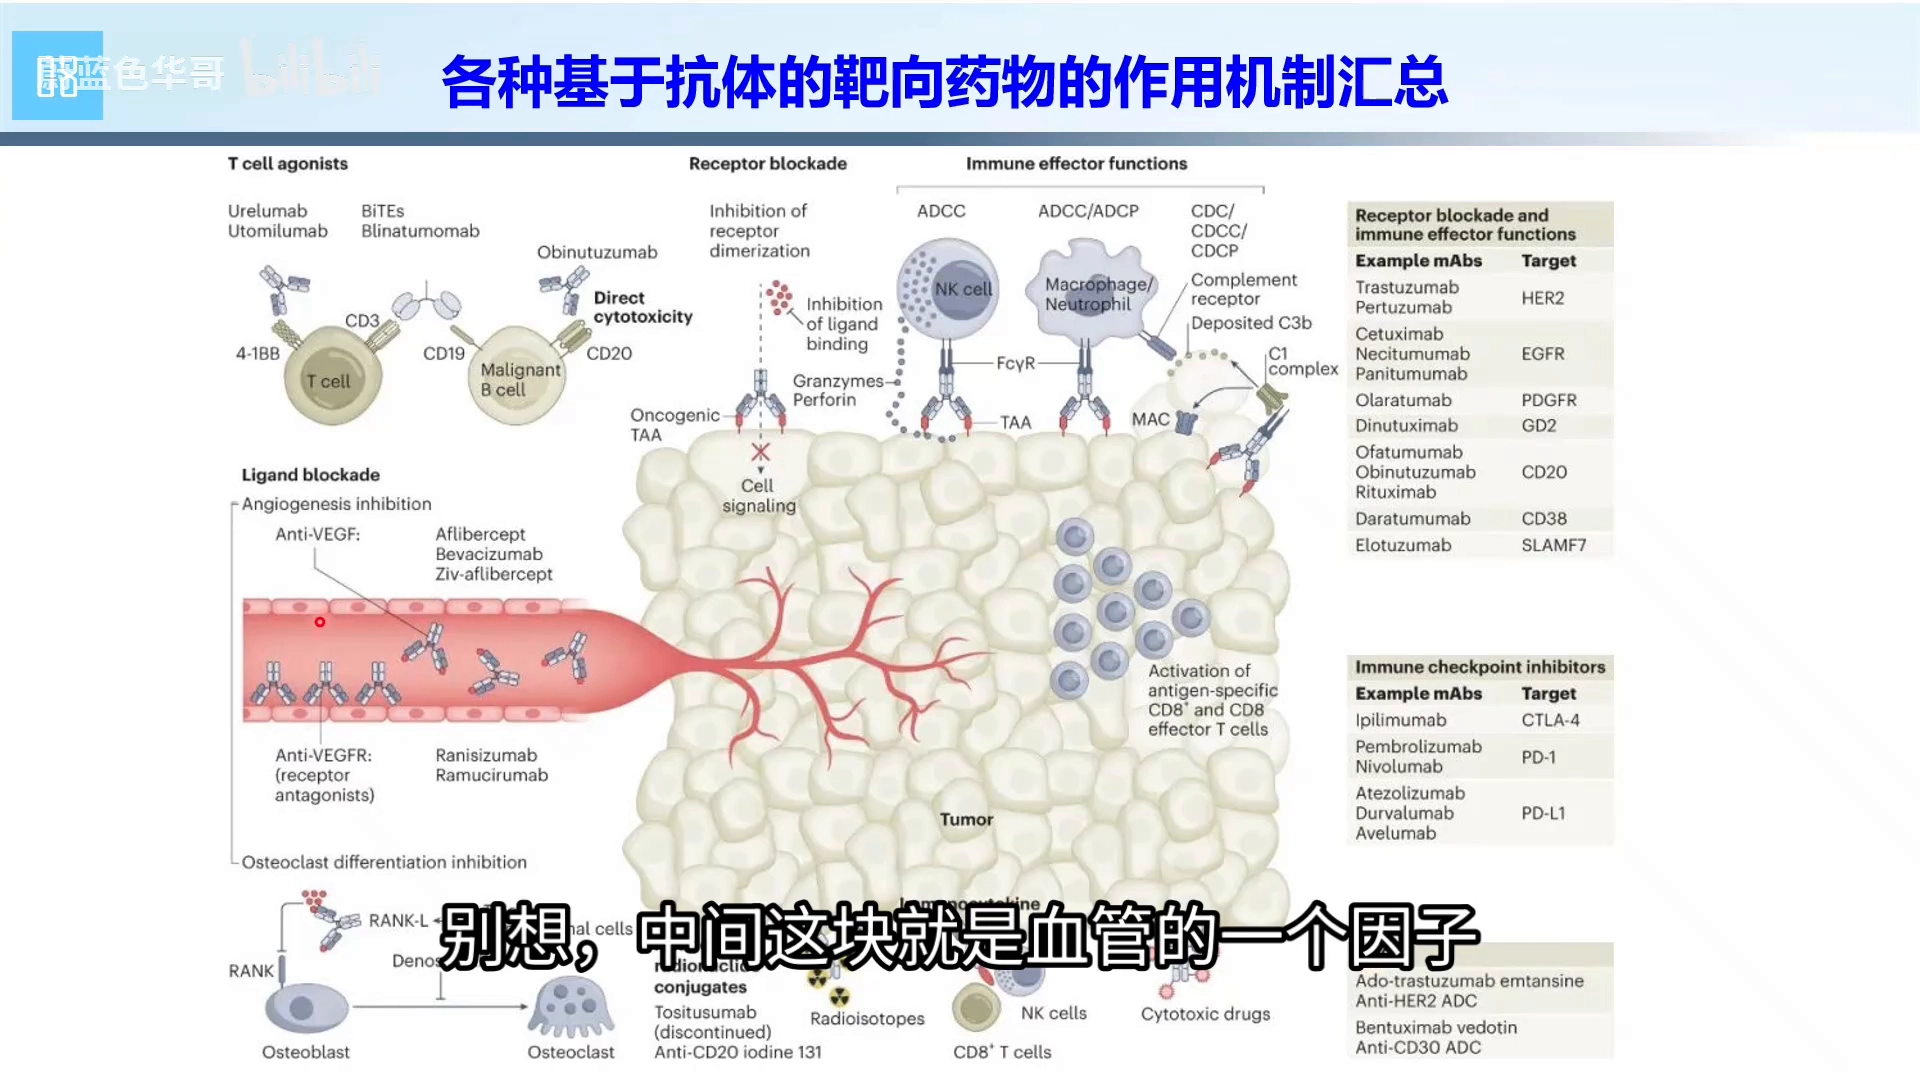 蔚蓝色华哥 bilibili
各种基于抗体的靶向药物的作用机制汇总
T cell agonists
Urelumab
Utomilumab
BiTEs
Blinatumomab
Obinutuzumab
Direct
cytotoxicity
CD3
4-1BB
CD19
CD20
T cell
Malignant
B cell
Receptor blockade
Inhibition of
receptor
dimerization
Inhibition
of ligand
binding
Oncogenic
TAA
Cell
signaling
Immune effector functions
ADCC
ADCC/ADCP
CDC/
CDCC/
CDCP
NK cell
Macrophage/
Neutrophil
Complement
receptor
Deposited C3b
C1
complex
FcγR
Granzymes
Perforin
TAA
MAC
Ligand blockade
Angiogenesis inhibition
Anti-VEGF:
Aflibercept
Bevacizumab
Ziv-aflibercept
Anti-VEGFR:
(receptor
antagonists)
Ranisizumab
Ramucirumab
Activation of
antigen-specific
CD8⁺ and CD8
effector T cells
Tumor
Osteoclast differentiation inhibition
RANK-L
nal cells
RANK
Denos
Osteoblast
Osteoclast
conjugates
Tositusumab
(discontinued)
Anti-CD20 iodine 131
Radioisotopes
NK cells
CD8⁺ T cells
Cytotoxic drugs
Receptor blockade and
immune effector functions
Example mAbs Target
Trastuzumab
Pertuzumab
HER2
Cetuximab
Necitumumab
Panitumumab
EGFR
Olaratumab PDGFR
Dinutuximab GD2
Ofatumumab
Obinutuzumab
Rituximab
CD20
Daratumumab CD38
Elotuzumab SLAMF7
Immune checkpoint inhibitors
Example mAbs Target
Ipilimumab CTLA-4
Pembrolizumab
Nivolumab
PD-1
Atezolizumab
Durvalumab
Avelumab
PD-L1
Ado-trastuzumab emtansine
Anti-HER2 ADC
Bentuximab vedotin
Anti-CD30 ADC
别想，中间这块就是血管的一个因子